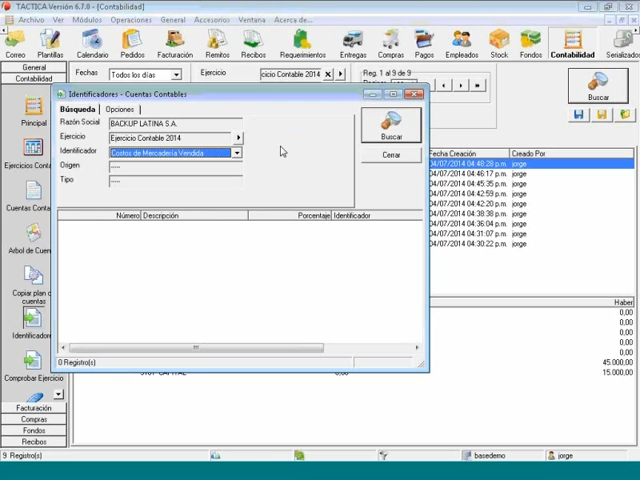 TACTICA Versión 6.7.0 - [Contabilidad]
Archivo Ver Módulos Operaciones General Accesorios Ventana Acerca de...
Correo Plantillas Calendario Pedidos Facturación Remitos Recibos Requerimientos Entregas Compras Pagos Empleados Stock Fondos Contabilidad Serializados
General
Contabilidad
Fechas Todos los días Ejercicio cicio Contable 2014 Reg. 1 al 9 de 9
Buscar
Principal
Ejercicios Conta
Cuentas Conta
Arbol de Cuen
Copiar plan c
cuentas
Identificadore
Comprobar Ejercicio
Facturación
Compras
Fondos
Recibos
Identificadores - Cuentas Contables
Búsqueda Opciones
Razón Social BACKUP LATINA S.A.
Ejercicio Ejercicio Contable 2014
Identificador Costos de Mercadería Vendida
Origen -----
Tipo -----
Buscar
Cerrar
Número Descripción Porcentaje Identificador
0 Registro(s)
Fecha Creación Creado Por
04/07/2014 04:48:28 p.m. jorge
04/07/2014 04:46:17 p.m. jorge
04/07/2014 04:45:35 p.m. jorge
04/07/2014 04:42:59 p.m. jorge
04/07/2014 04:42:20 p.m. jorge
04/07/2014 04:38:38 p.m. jorge
04/07/2014 04:36:04 p.m. jorge
04/07/2014 04:31:07 p.m. jorge
04/07/2014 04:30:22 p.m. jorge
Haber
0,00
0,00
0,00
0,00
0,00
45.000,00
CAPITAL 0,00 15.000,00
9 Registro(s) basedemo jorge